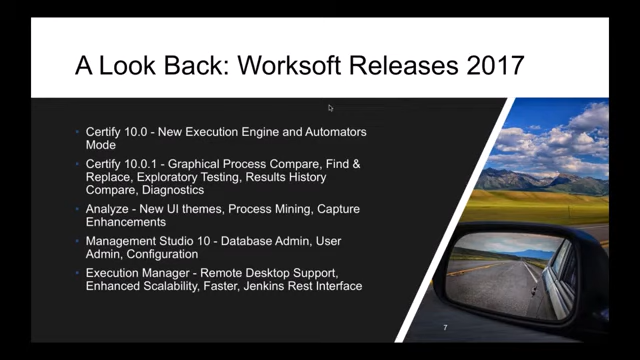 A Look Back: Worksoft Releases 2017
• Certify 10.0 - New Execution Engine and Automators
Mode
• Certify 10.0.1 - Graphical Process Compare, Find &
Replace, Exploratory Testing, Results History
Compare, Diagnostics
• Analyze - New UI themes, Process Mining, Capture
Enhancements
• Management Studio 10 - Database Admin, User
Admin, Configuration
• Execution Manager - Remote Desktop Support,
Enhanced Scalability, Faster, Jenkins Rest Interface
7